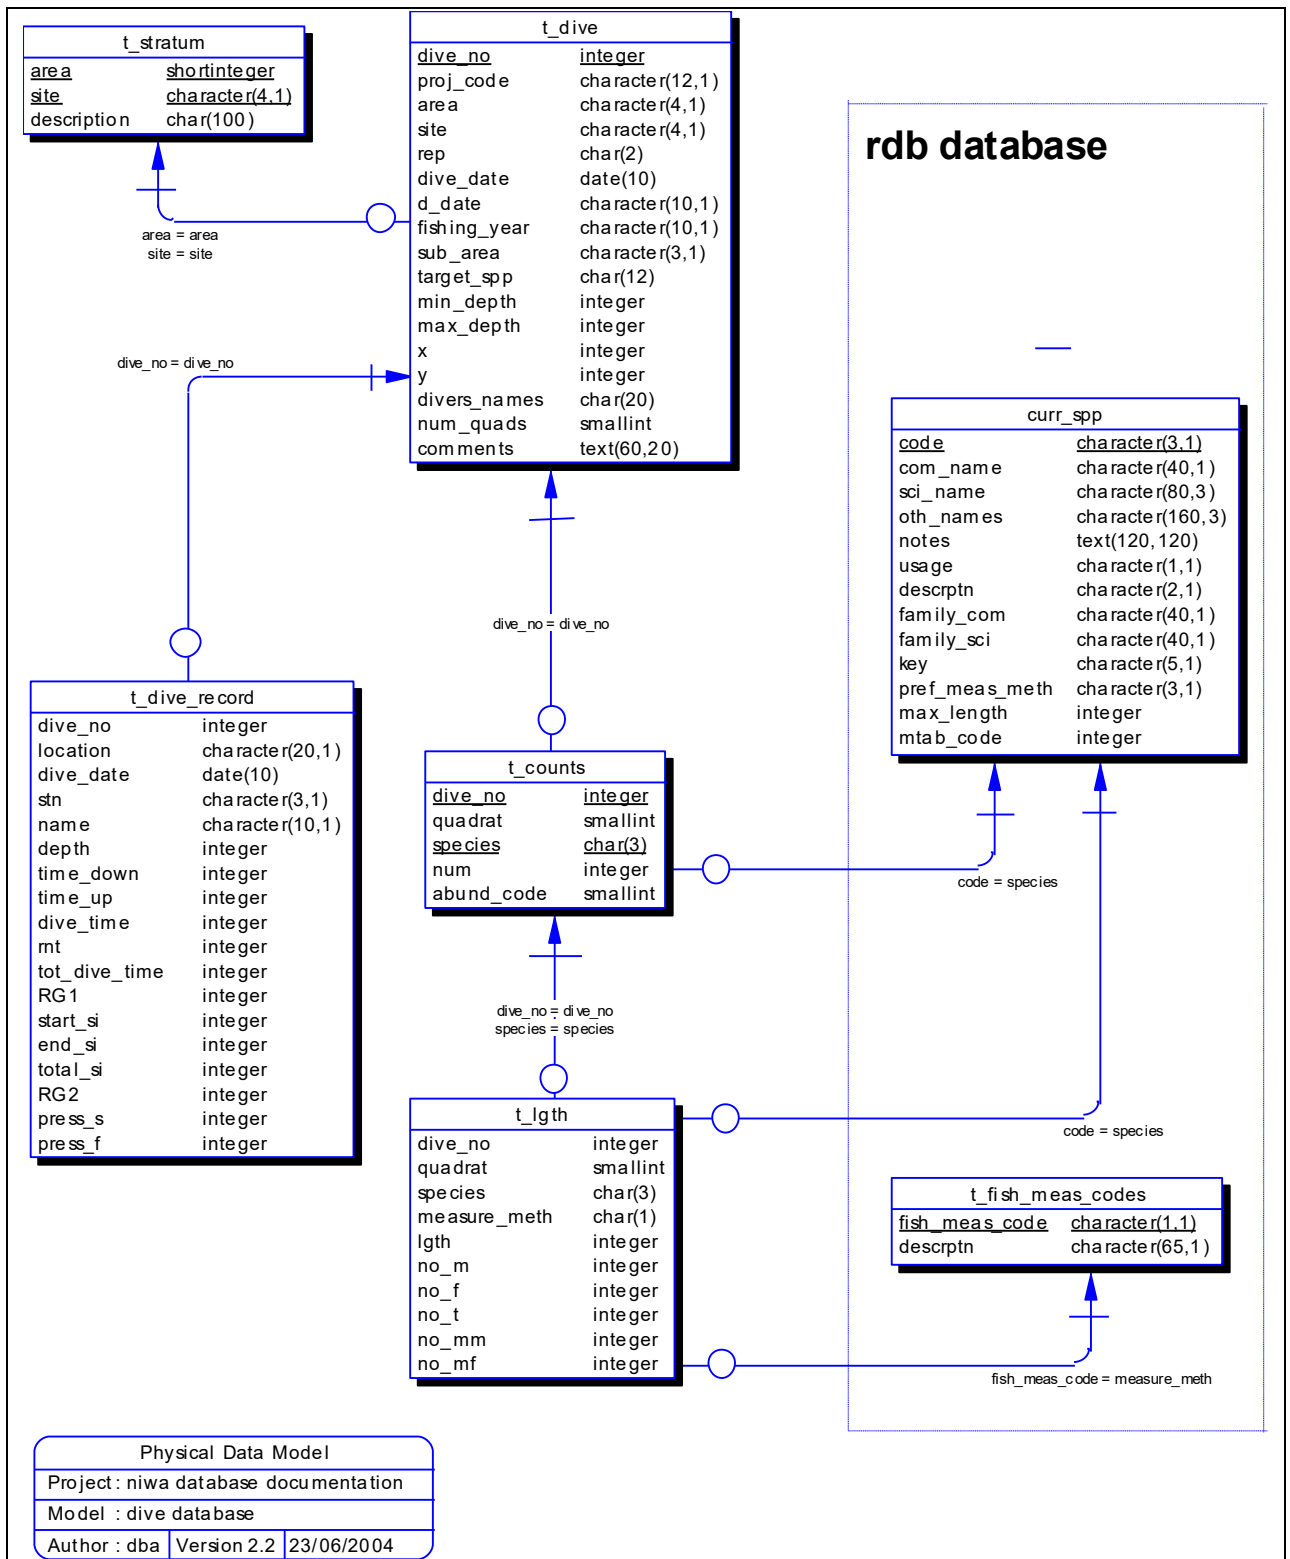 t_stratum
area shortinteger
site character(4,1)
description char(100)
area = area
site = site
t_dive
dive_no integer
proj_code character(12,1)
area character(4,1)
site character(4,1)
rep char(2)
dive_date date(10)
d_date character(10,1)
fishing_year character(10,1)
sub_area character(3,1)
target_spp char(12)
min_depth integer
max_depth integer
x integer
y integer
divers_names char(20)
num_quads smallint
comments text(60,20)
dive_no = dive_no
dive_no = dive_no
t_dive_record
dive_no integer
location character(20,1)
dive_date date(10)
stn character(3,1)
name character(10,1)
depth integer
time_down integer
time_up integer
dive_time integer
rnt integer
tot_dive_time integer
RG1 integer
start_si integer
end_si integer
total_si integer
RG2 integer
press_s integer
press_f integer
t_counts
dive_no integer
quadrat smallint
species char(3)
num integer
abund_code smallint
dive_no = dive_no
species = species
t_lgth
dive_no integer
quadrat smallint
species char(3)
measure_meth char(1)
lgth integer
no_m integer
no_f integer
no_t integer
no_mm integer
no_mf integer
rdb database
curr_spp
code character(3,1)
com_name character(40,1)
sci_name character(80,3)
oth_names character(160,3)
notes text(120,120)
usage character(1,1)
descrptn character(2,1)
family_com character(40,1)
family_sci character(40,1)
key character(5,1)
pref_meas_meth character(3,1)
max_length integer
mtab_code integer
code = species
code = species
t_fish_meas_codes
fish_meas_code character(1,1)
descrptn character(65,1)
fish_meas_code = measure_meth
Physical Data Model
Project : niwa database documentation
Model : dive database
Author : dba Version 2.2 23/06/2004